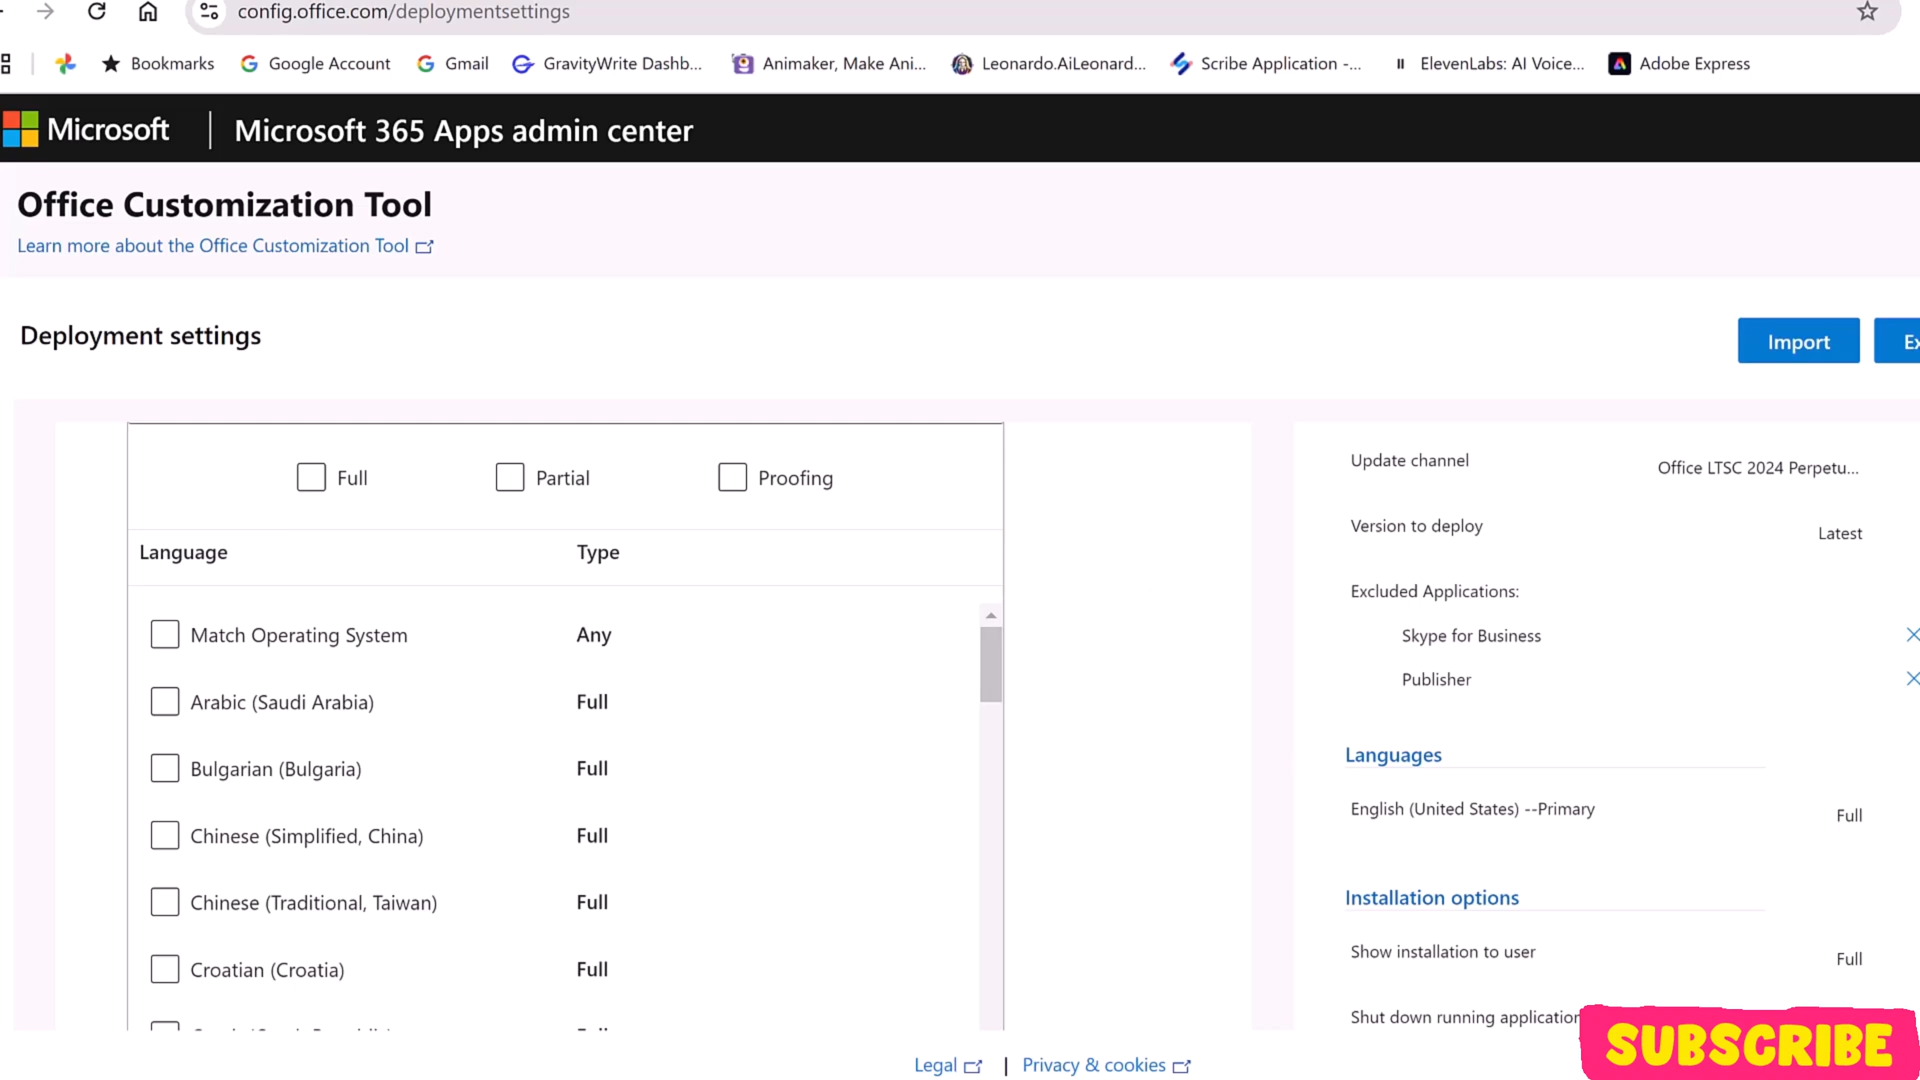 config.office.com/deploymentsettings
Bookmarks Google Account Gmail GravityWrite Dashb... Animaker, Make Ani... Leonardo.AiLeonard... Scribe Application -... ElevenLabs: AI Voice... Adobe Express
Microsoft | Microsoft 365 Apps admin center
Office Customization Tool
Learn more about the Office Customization Tool
Deployment settings
Import
Ex
Full Partial Proofing
Language Type
Match Operating System Any
Arabic (Saudi Arabia) Full
Bulgarian (Bulgaria) Full
Chinese (Simplified, China) Full
Chinese (Traditional, Taiwan) Full
Croatian (Croatia) Full
Update channel Office LTSC 2024 Perpetu...
Version to deploy Latest
Excluded Applications:
Skype for Business
Publisher
Languages
English (United States) --Primary Full
Installation options
Show installation to user Full
Shut down running application
SUBSCRIBE
Legal | Privacy & cookies